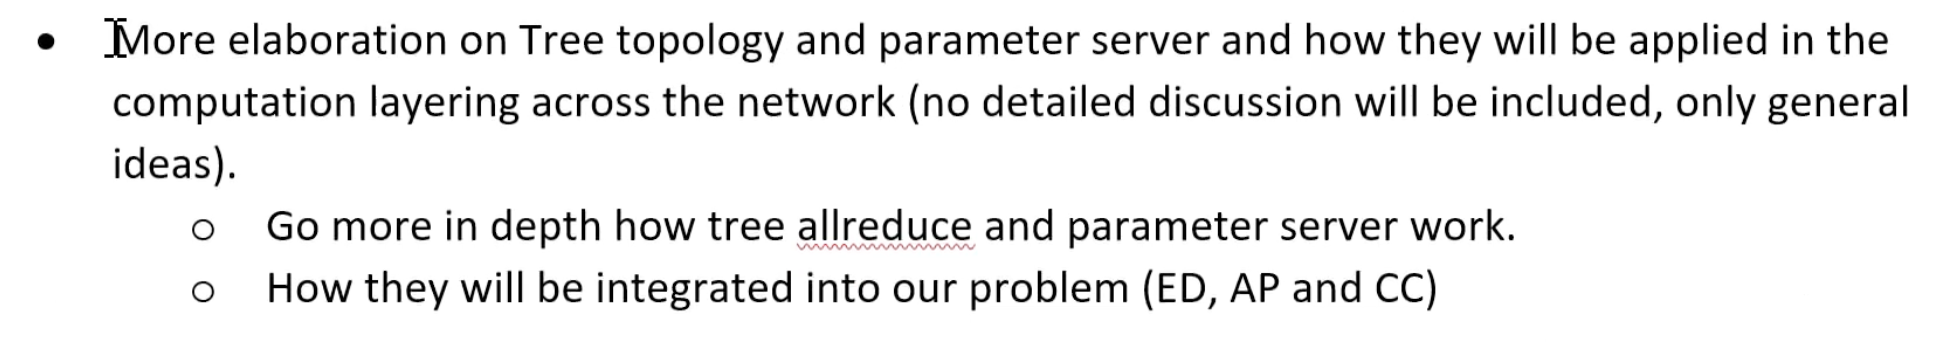 • More elaboration on Tree topology and parameter server and how they will be applied in the
computation layering across the network (no detailed discussion will be included, only general
ideas).
o Go more in depth how tree allreduce and parameter server work.
o How they will be integrated into our problem (ED, AP and CC)